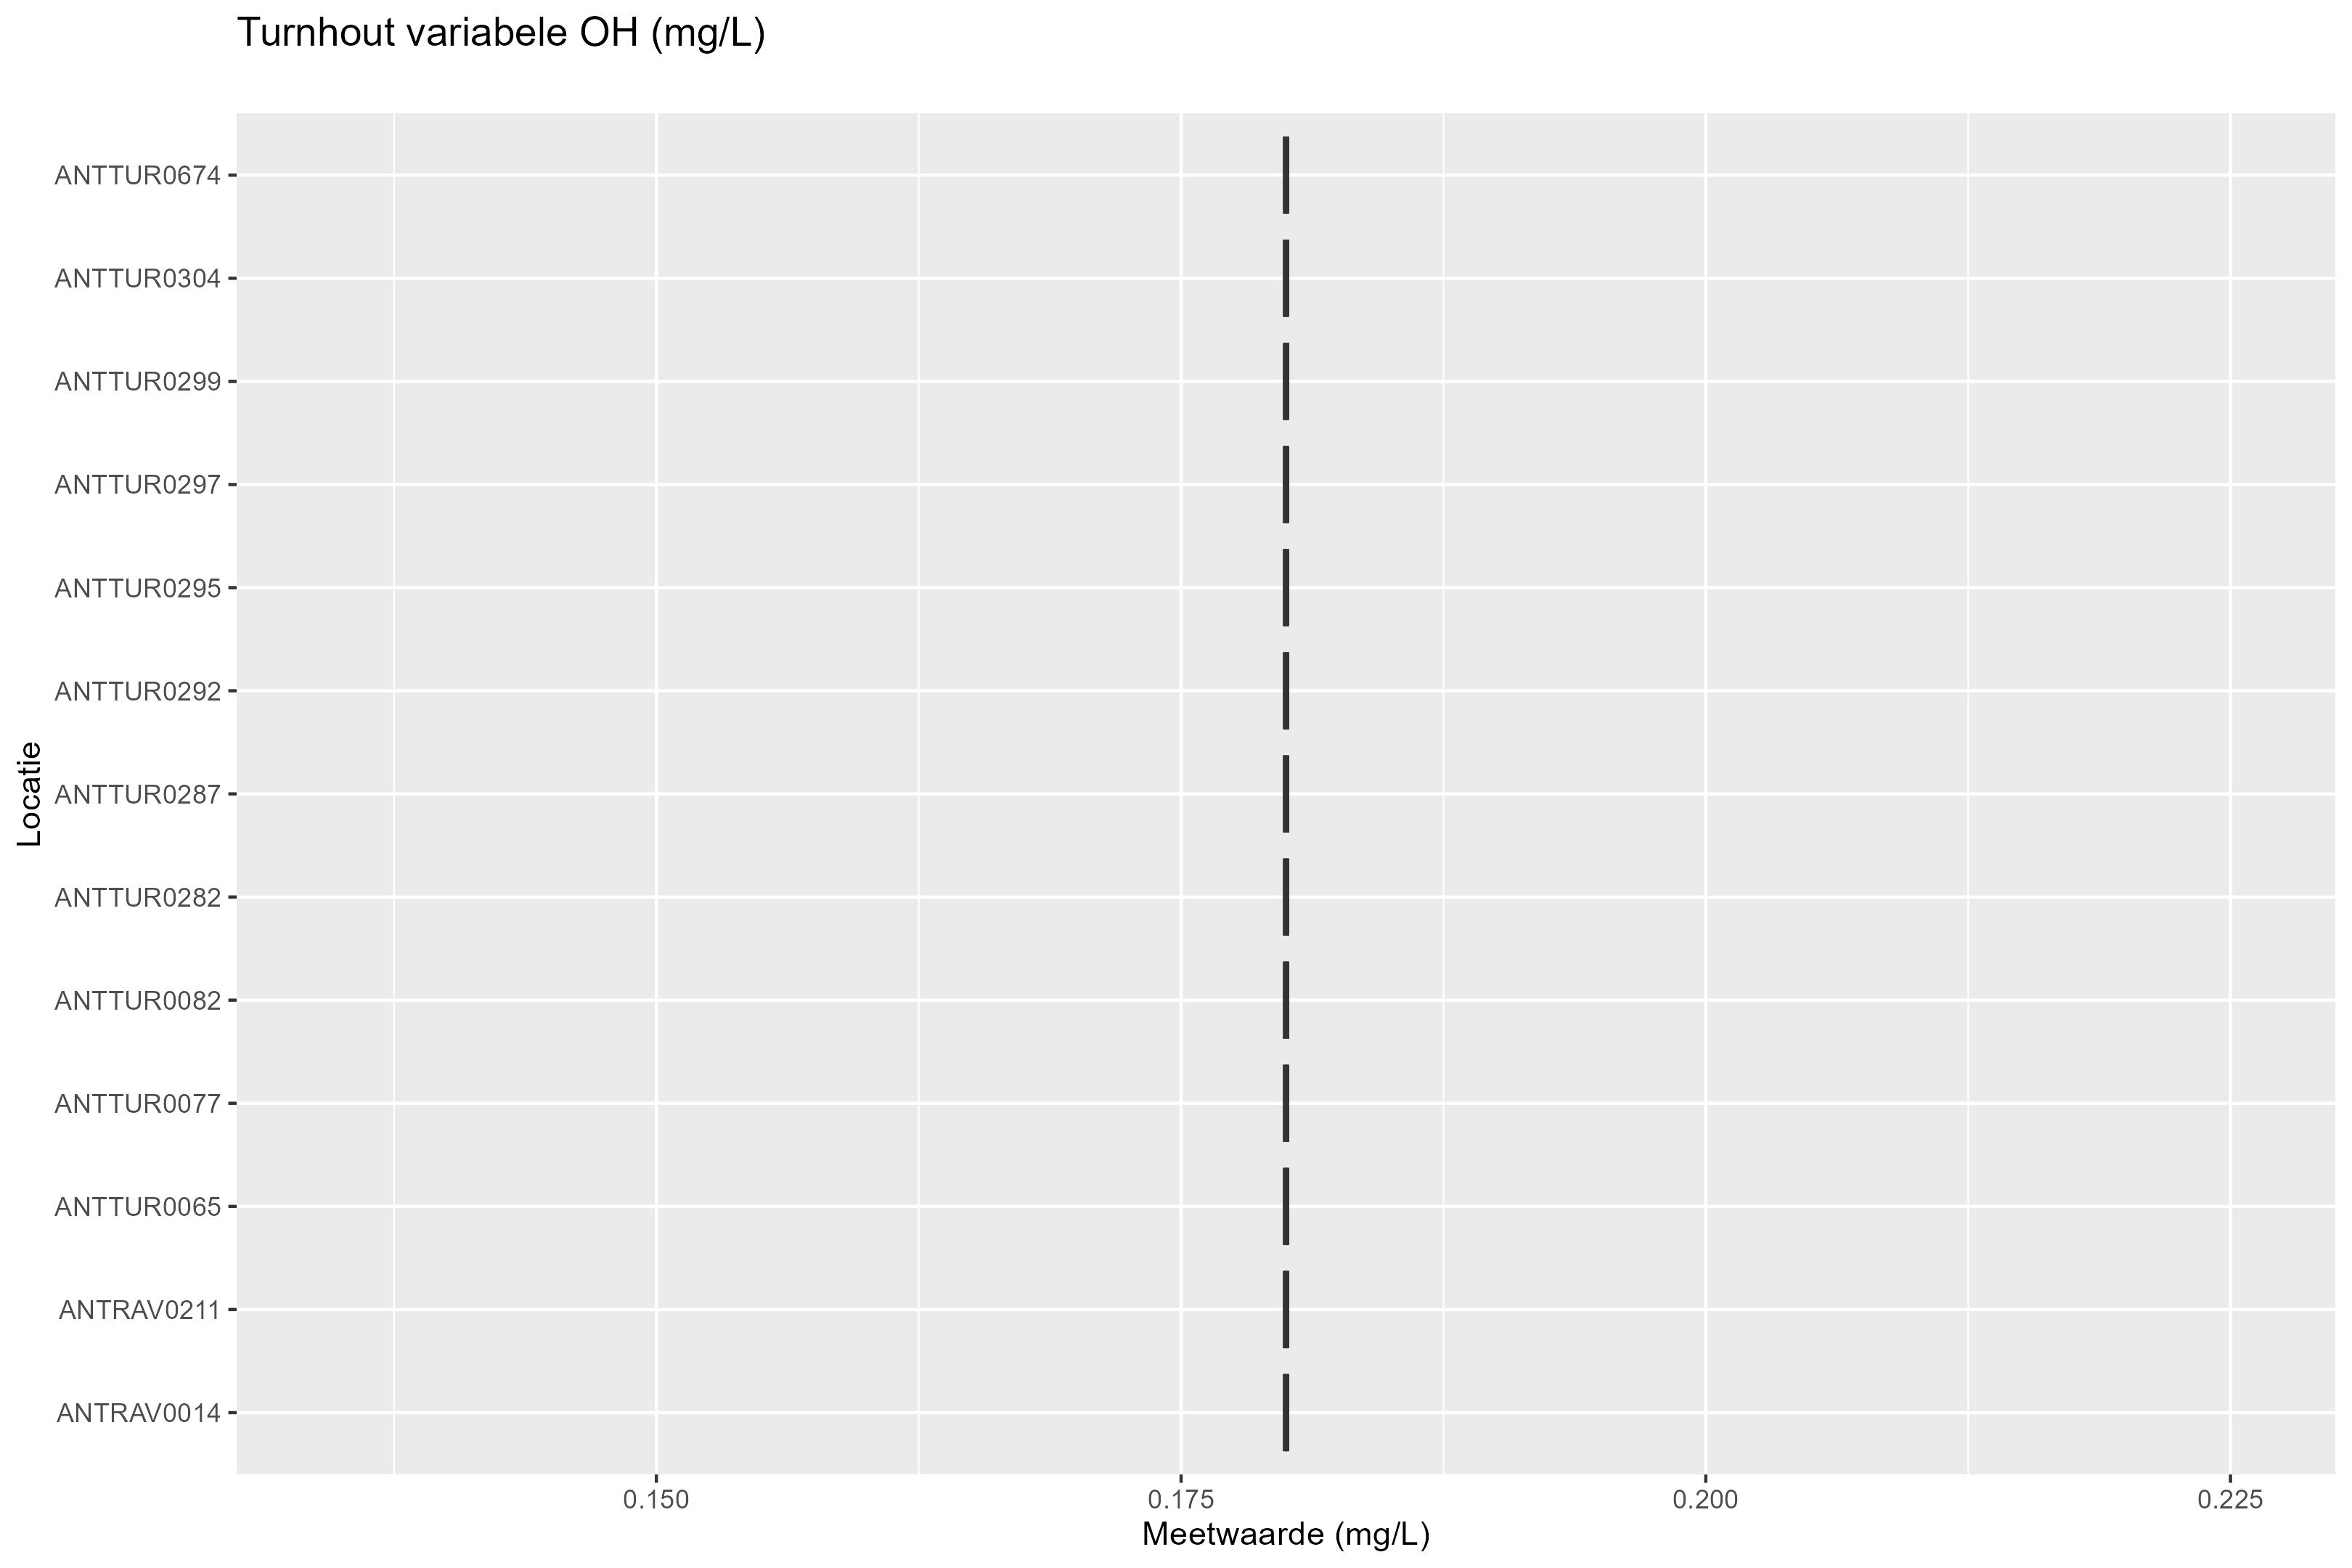 Turnhout variabele OH (mg/L)
Locatie
ANTTUR0674
ANTTUR0304
ANTTUR0299
ANTTUR0297
ANTTUR0295
ANTTUR0292
ANTTUR0287
ANTTUR0282
ANTTUR0082
ANTTUR0077
ANTTUR0065
ANTRAV0211
ANTRAV0014
0.150 0.175 0.200 0.225
Meetwaarde (mg/L)